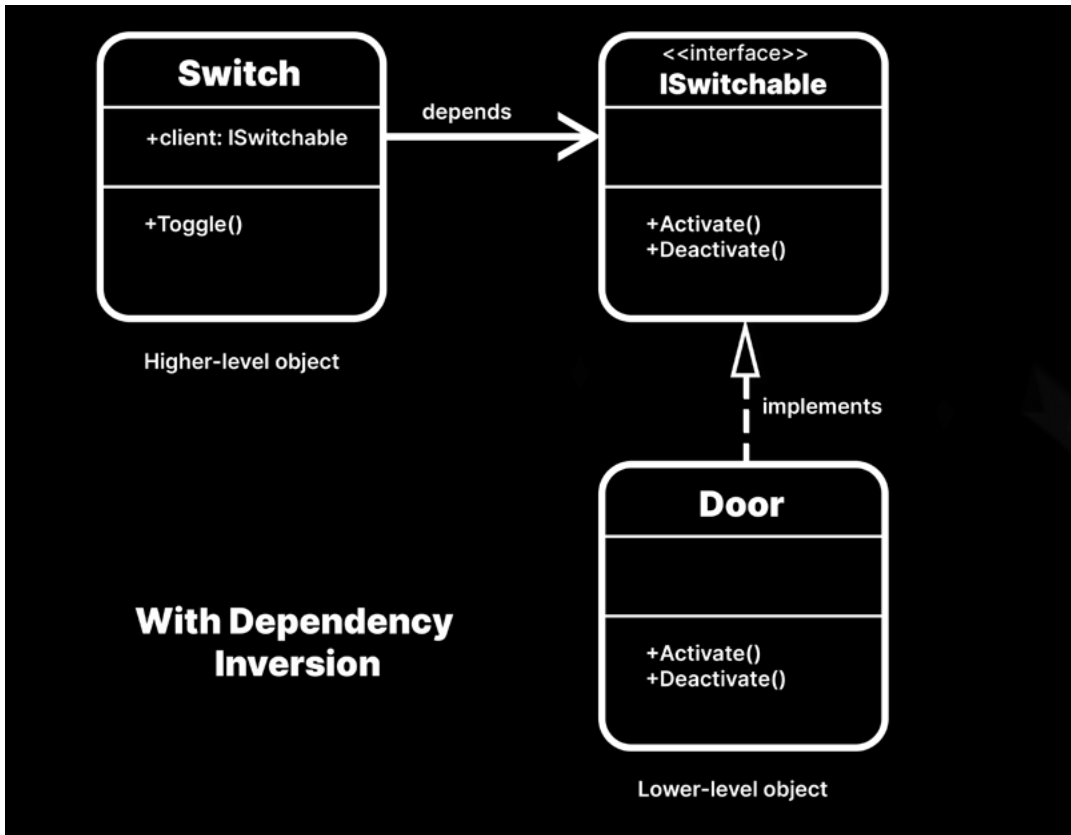 Switch
+client: ISwitchable
+Toggle()
Higher-level object
depends
<<interface>>
ISwitchable
+Activate()
+Deactivate()
implements
Door
+Activate()
+Deactivate()
Lower-level object
With Dependency
Inversion